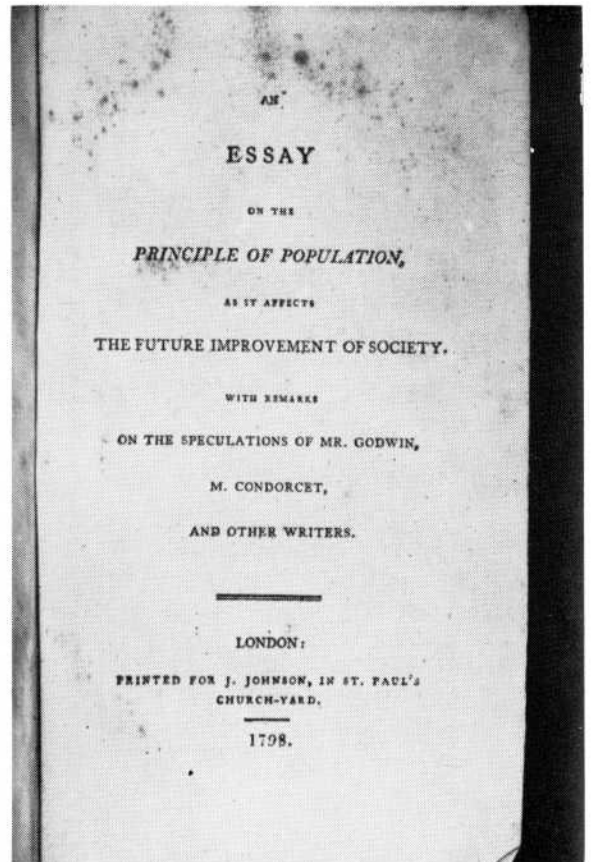 AN
ESSAY
ON THE
PRINCIPLE OF POPULATION,
AS IT AFFECTS
THE FUTURE IMPROVEMENT OF SOCIETY.
WITH REMARKS
ON THE SPECULATIONS OF MR. GODWIN,
M. CONDORCET,
AND OTHER WRITERS.
LONDON:
PRINTED FOR J. JOHNSON, IN ST. PAUL'S
CHURCH-YARD.
1798.